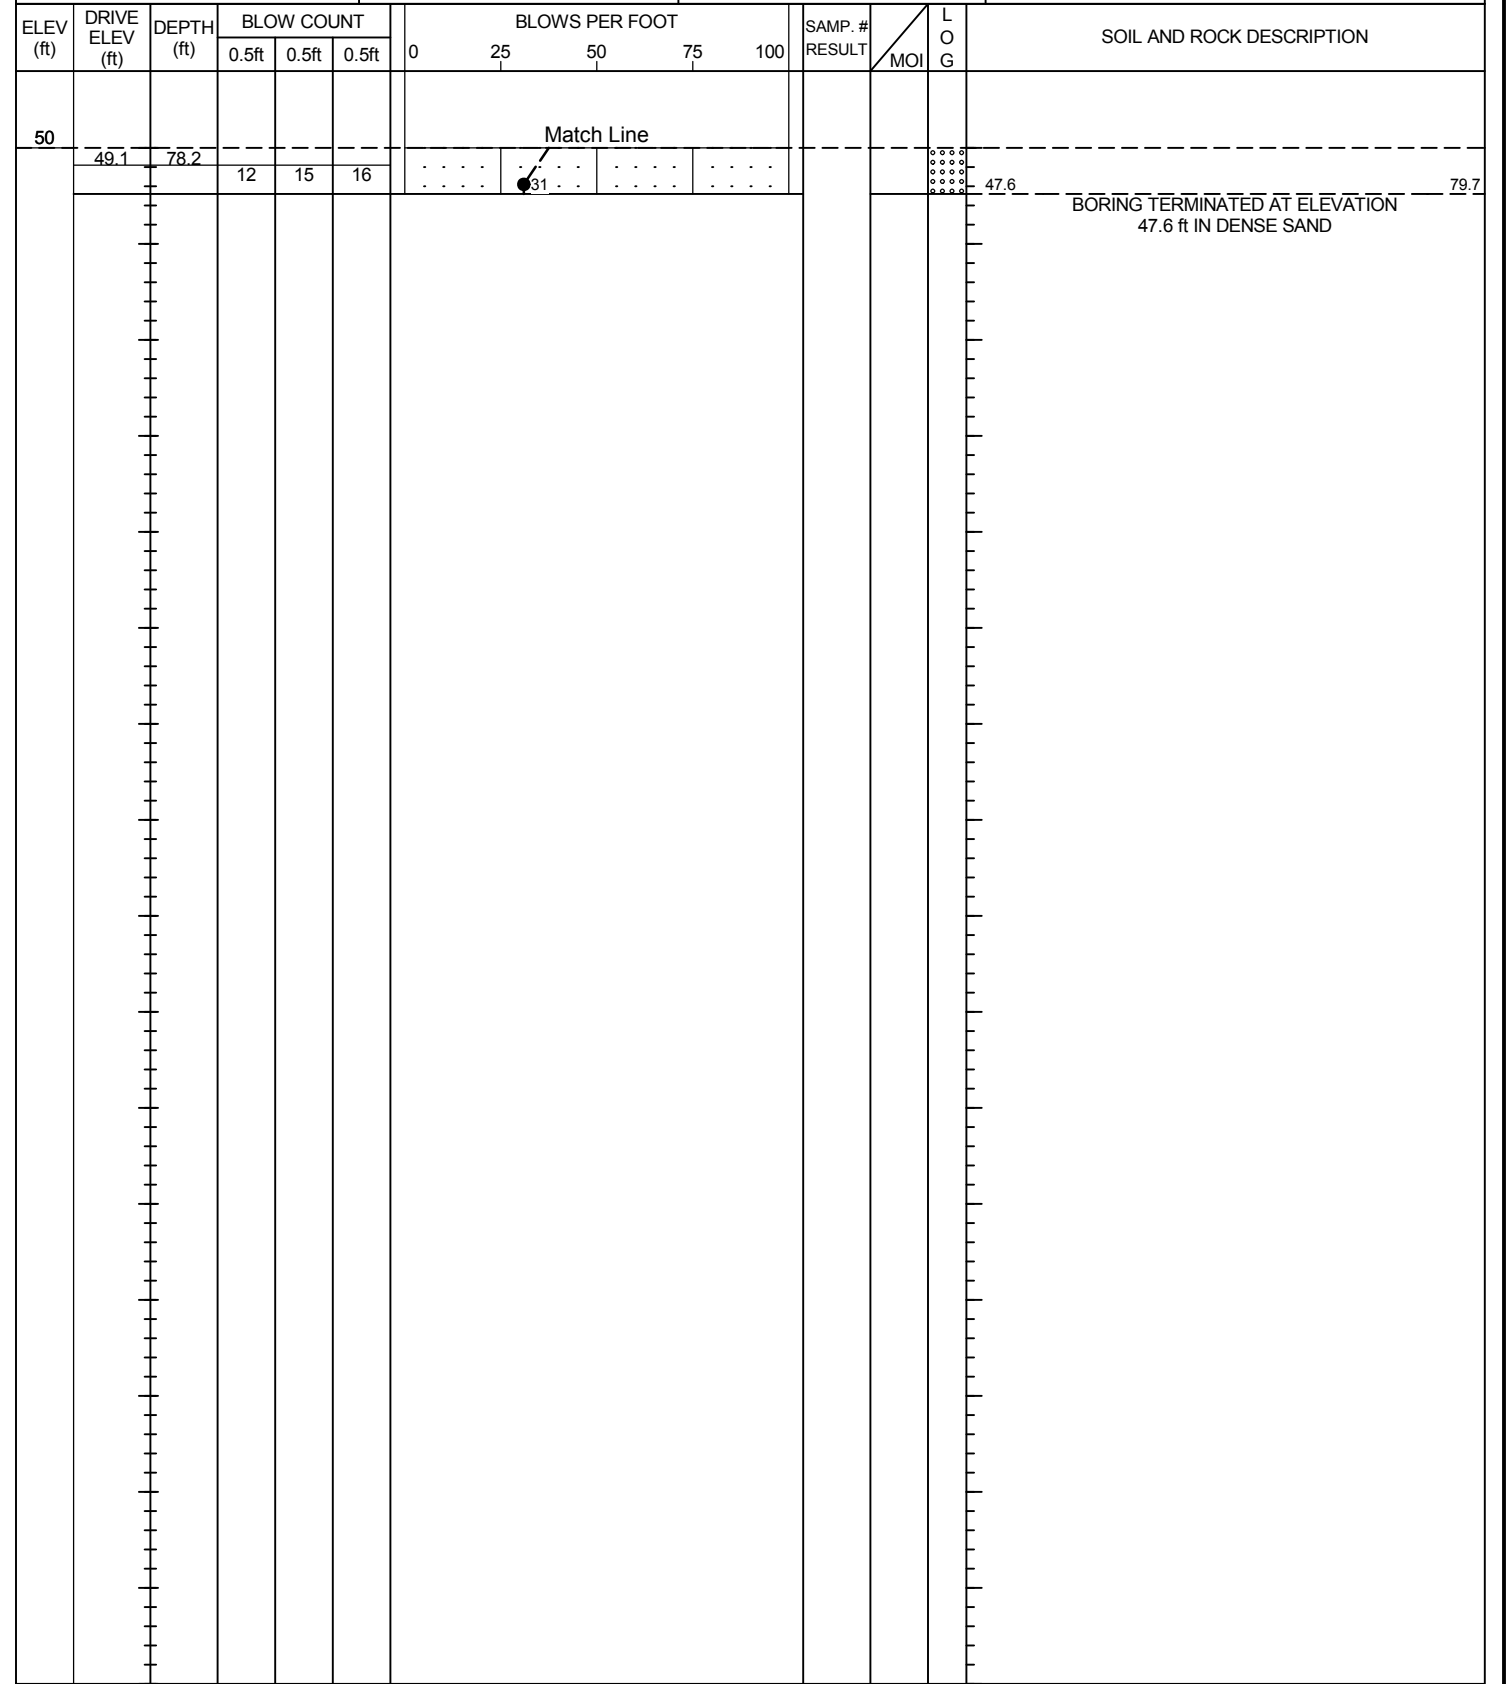 ELEV (ft)
DRIVE ELEV (ft)
DEPTH (ft)
BLOW COUNT
0.5ft 0.5ft 0.5ft
BLOWS PER FOOT
0 25 50 75 100
SAMP. # RESULT
MOI
LOG
SOIL AND ROCK DESCRIPTION
50
Match Line
49.1 78.2
12 15 16
31
47.6 79.7
BORING TERMINATED AT ELEVATION
47.6 ft IN DENSE SAND